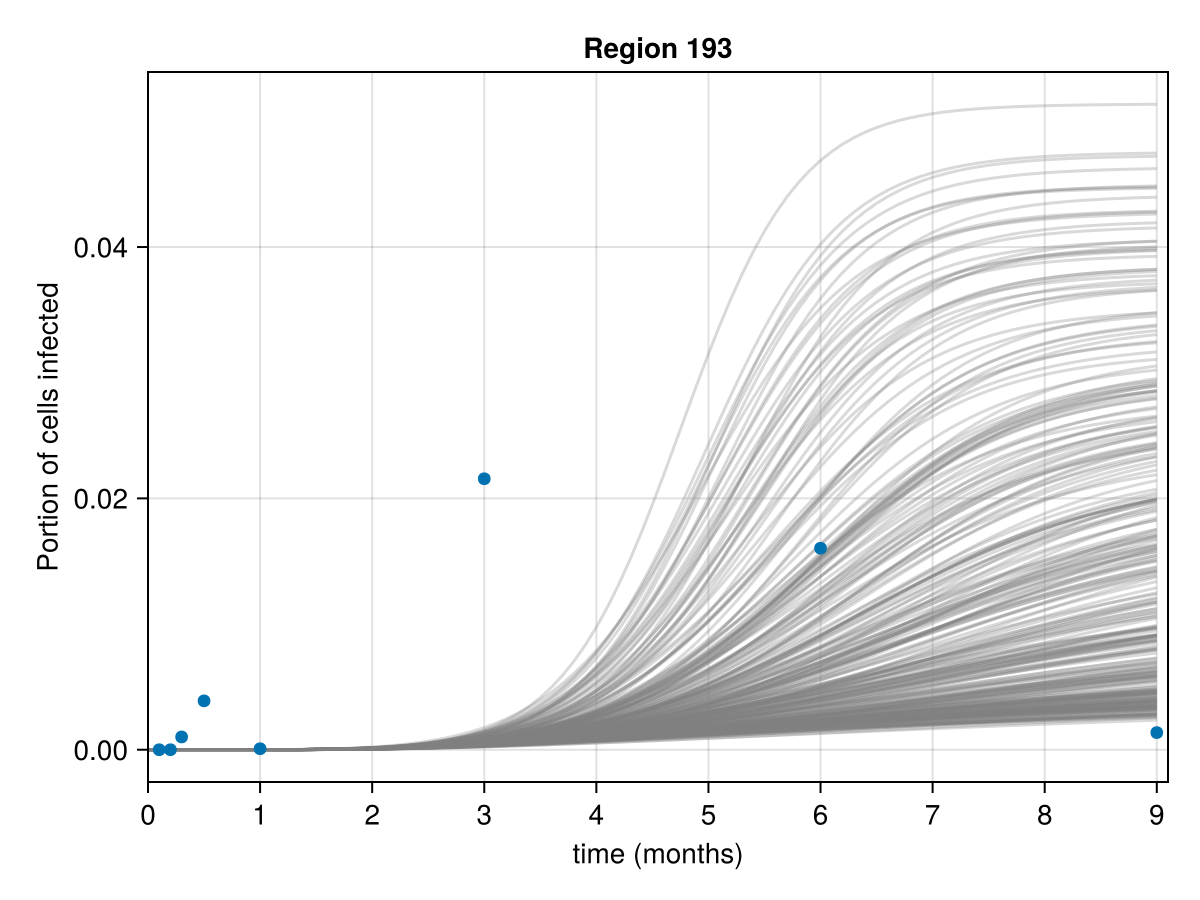 Region 193
Portion of cells infected
0.04
0.02
0.00
0 1 2 3 4 5 6 7 8 9
time (months)